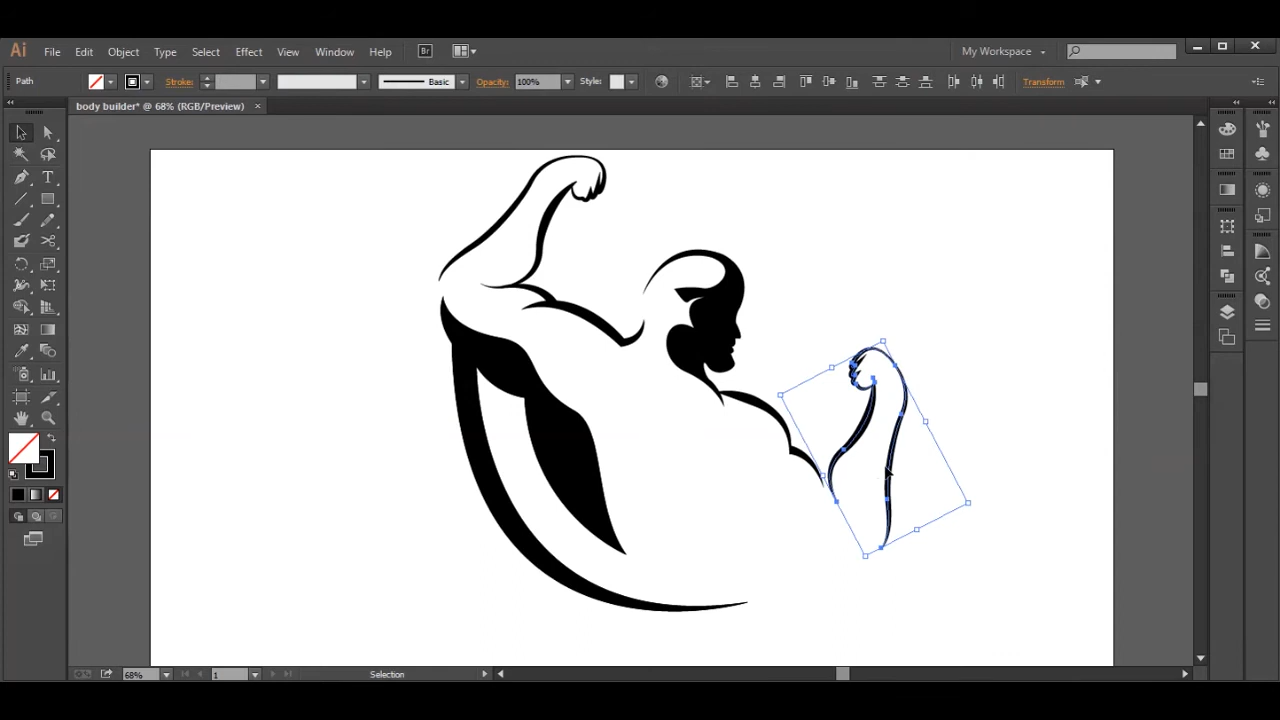 Ai File Edit Object Type Select Effect View Window Help Br My Workspace
Path Stroke: Basic Opacity: 100% Style: Transform
body builder* @ 68% (RGB/Preview) ×
T
68% 1 Selection